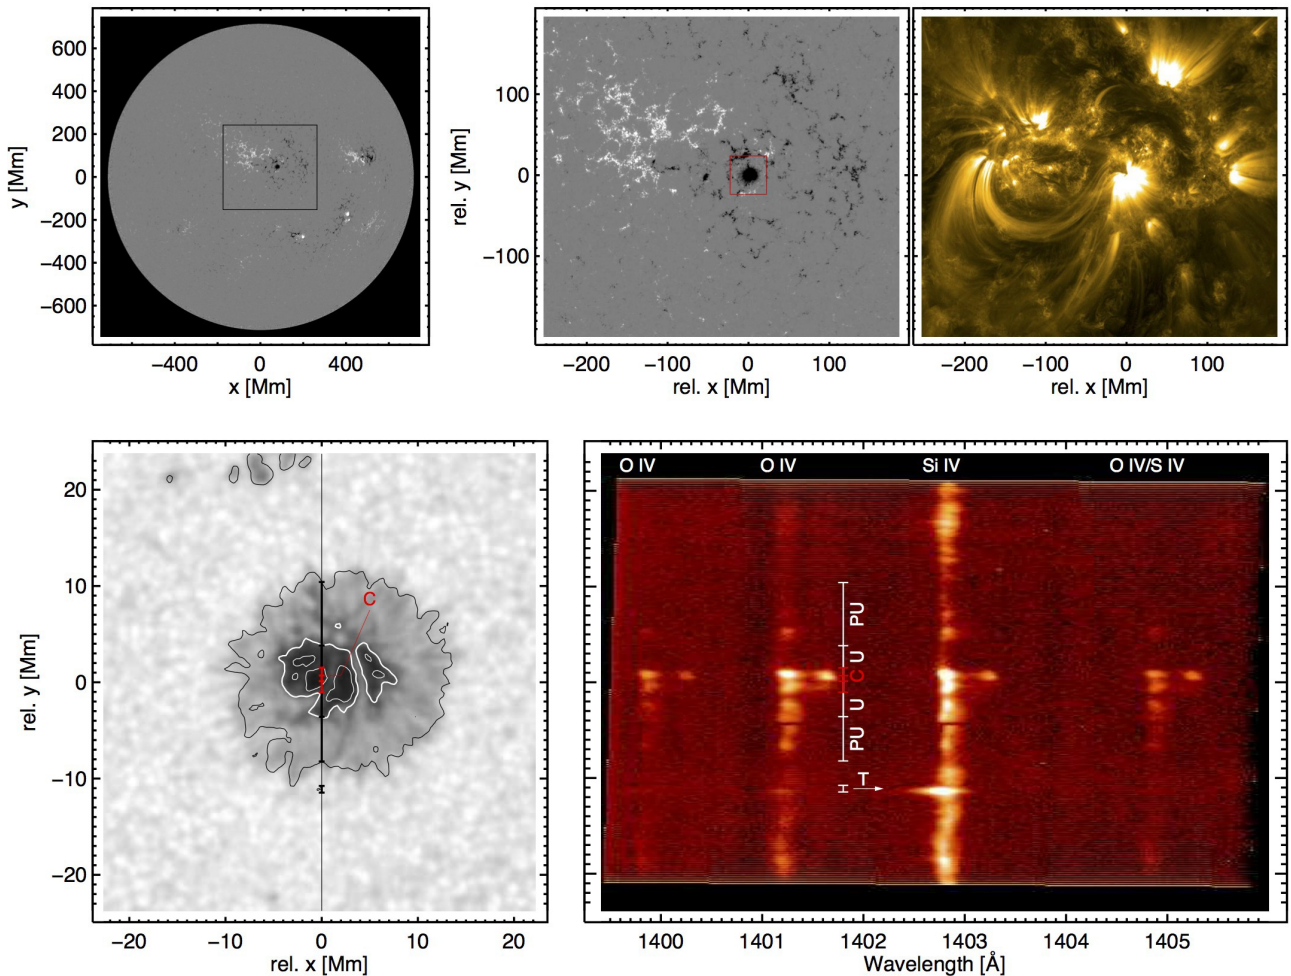 600
400
200
0
−200
−400
−600
−400 0 400
x [Mm]
y [Mm]
100
0
−100
rel. y [Mm]
−200 −100 0 100
rel. x [Mm]
−200 −100 0 100
rel. x [Mm]
20
10
0
−10
−20
rel. y [Mm]
C
−20 −10 0 10 20
rel. x [Mm]
O IV O IV Si IV O IV/S IV
PU
U
C
U
PU
T
1400 1401 1402 1403 1404 1405
Wavelength [Å]